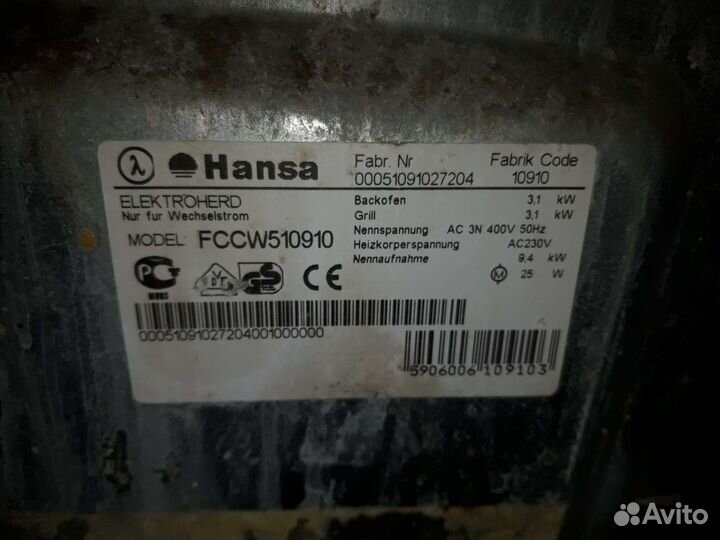 λ Hansa
Fabr. Nr Fabrik Code
00051091027204 10910
ELEKTROHERD
Nur fur Wechselstrom
MODEL: FCCW510910
Backofen 3,1 kW
Grill 3,1 kW
Nennspannung AC 3N 400V 50Hz
Heizkorperspannung AC230V
Nennaufnahme 9,4 kW
M 25 W
GS CE
00051091027204001000000
5906006 109103
Avito